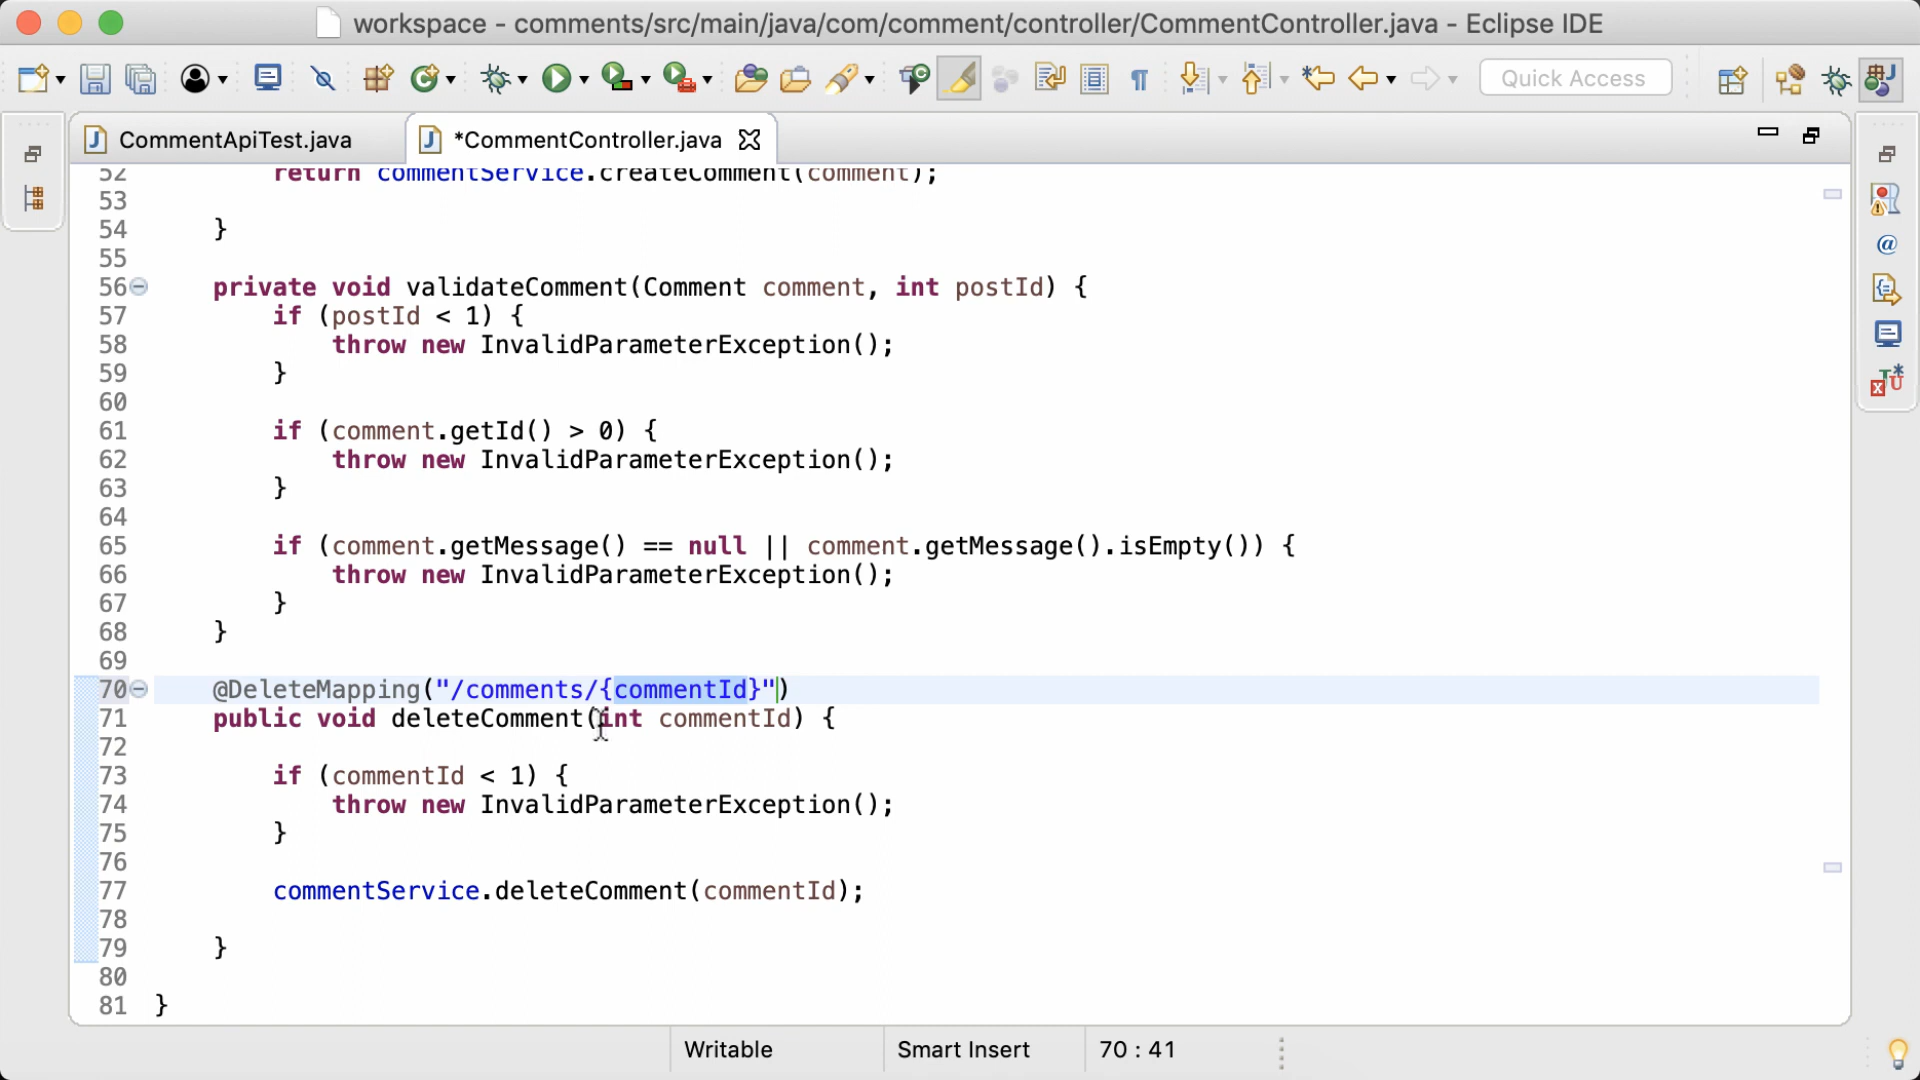 workspace - comments/src/main/java/com/comment/controller/CommentController.java - Eclipse IDE
Quick Access
CommentApiTest.java
*CommentController.java
52 return commentService.createComment(comment);
53
54 }
55
56 private void validateComment(Comment comment, int postId) {
57 if (postId < 1) {
58 throw new InvalidParameterException();
59 }
60
61 if (comment.getId() > 0) {
62 throw new InvalidParameterException();
63 }
64
65 if (comment.getMessage() == null || comment.getMessage().isEmpty()) {
66 throw new InvalidParameterException();
67 }
68 }
69
70 @DeleteMapping("/comments/{commentId}")
71 public void deleteComment(int commentId) {
72
73 if (commentId < 1) {
74 throw new InvalidParameterException();
75 }
76
77 commentService.deleteComment(commentId);
78
79 }
80
81 }
Writable
Smart Insert
70 : 41